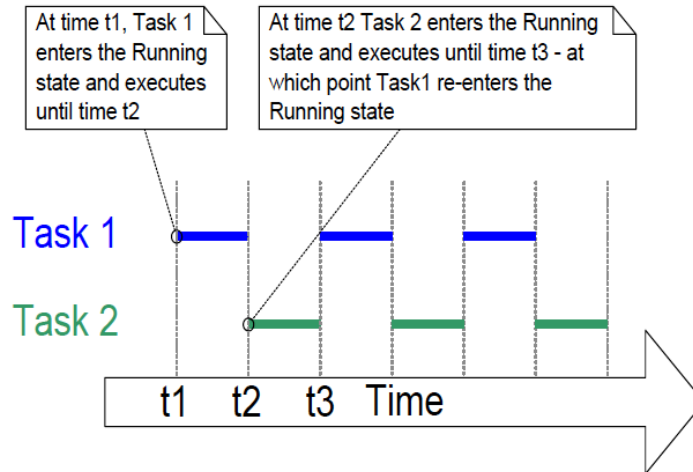 At time t1, Task 1
enters the Running
state and executes
until time t2
At time t2 Task 2 enters the Running
state and executes until time t3 - at
which point Task1 re-enters the
Running state
Task 1
Task 2
t1 t2 t3 Time